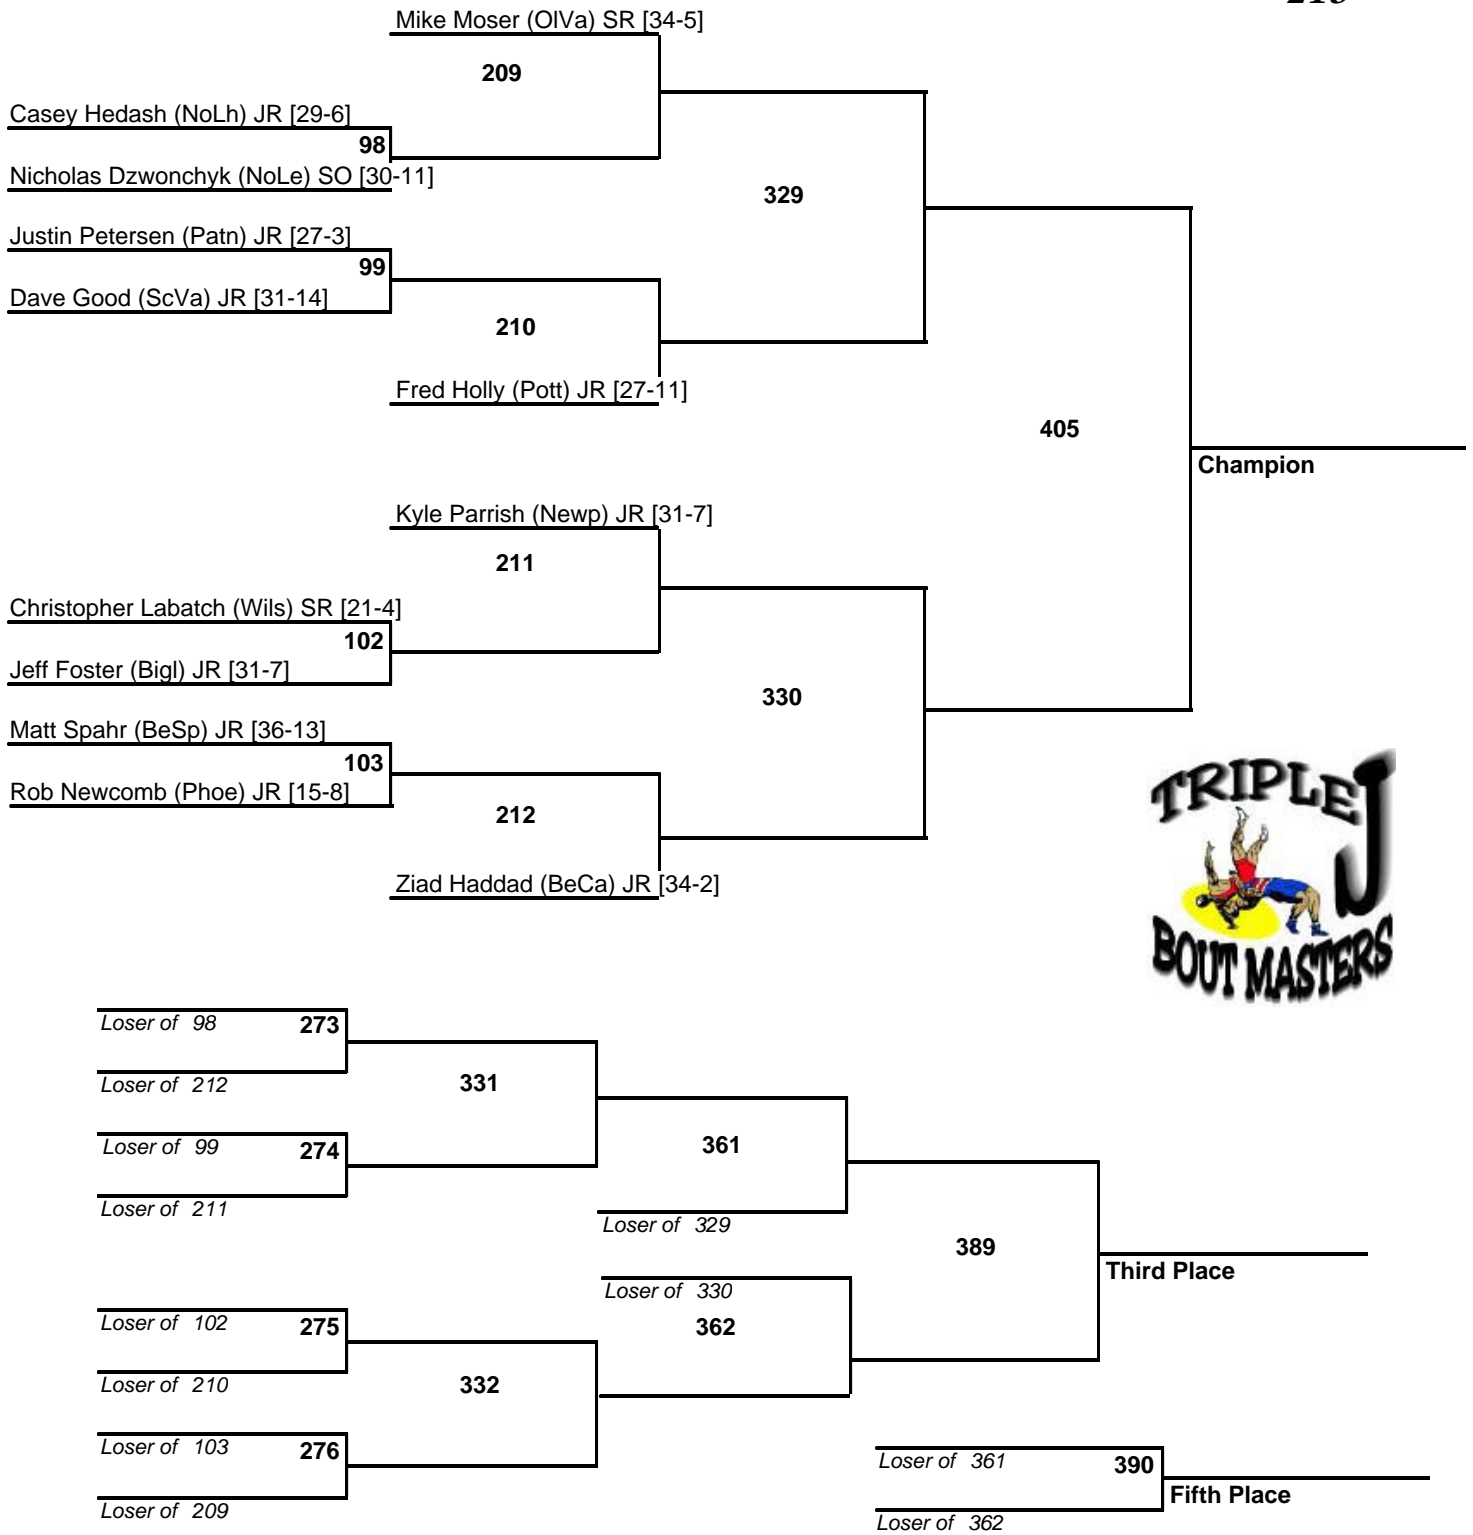 Mike Moser (OlVa) SR [34-5]
209
Casey Hedash (NoLh) JR [29-6]
98
Nicholas Dzwonchyk (NoLe) SO [30-11]
329
Justin Petersen (Patn) JR [27-3]
99
Dave Good (ScVa) JR [31-14]
210
Fred Holly (Pott) JR [27-11]
405
Champion
Kyle Parrish (Newp) JR [31-7]
211
Christopher Labatch (Wils) SR [21-4]
102
Jeff Foster (Bigl) JR [31-7]
330
Matt Spahr (BeSp) JR [36-13]
103
Rob Newcomb (Phoe) JR [15-8]
212
Ziad Haddad (BeCa) JR [34-2]
TRIPLE J
BOUT MASTERS
Loser of 98 273
331
Loser of 212
Loser of 99 274
361
Loser of 211
Loser of 329
389
Third Place
Loser of 330
Loser of 102 275
362
Loser of 210
332
Loser of 103 276
Loser of 361 390
Fifth Place
Loser of 209
Loser of 362